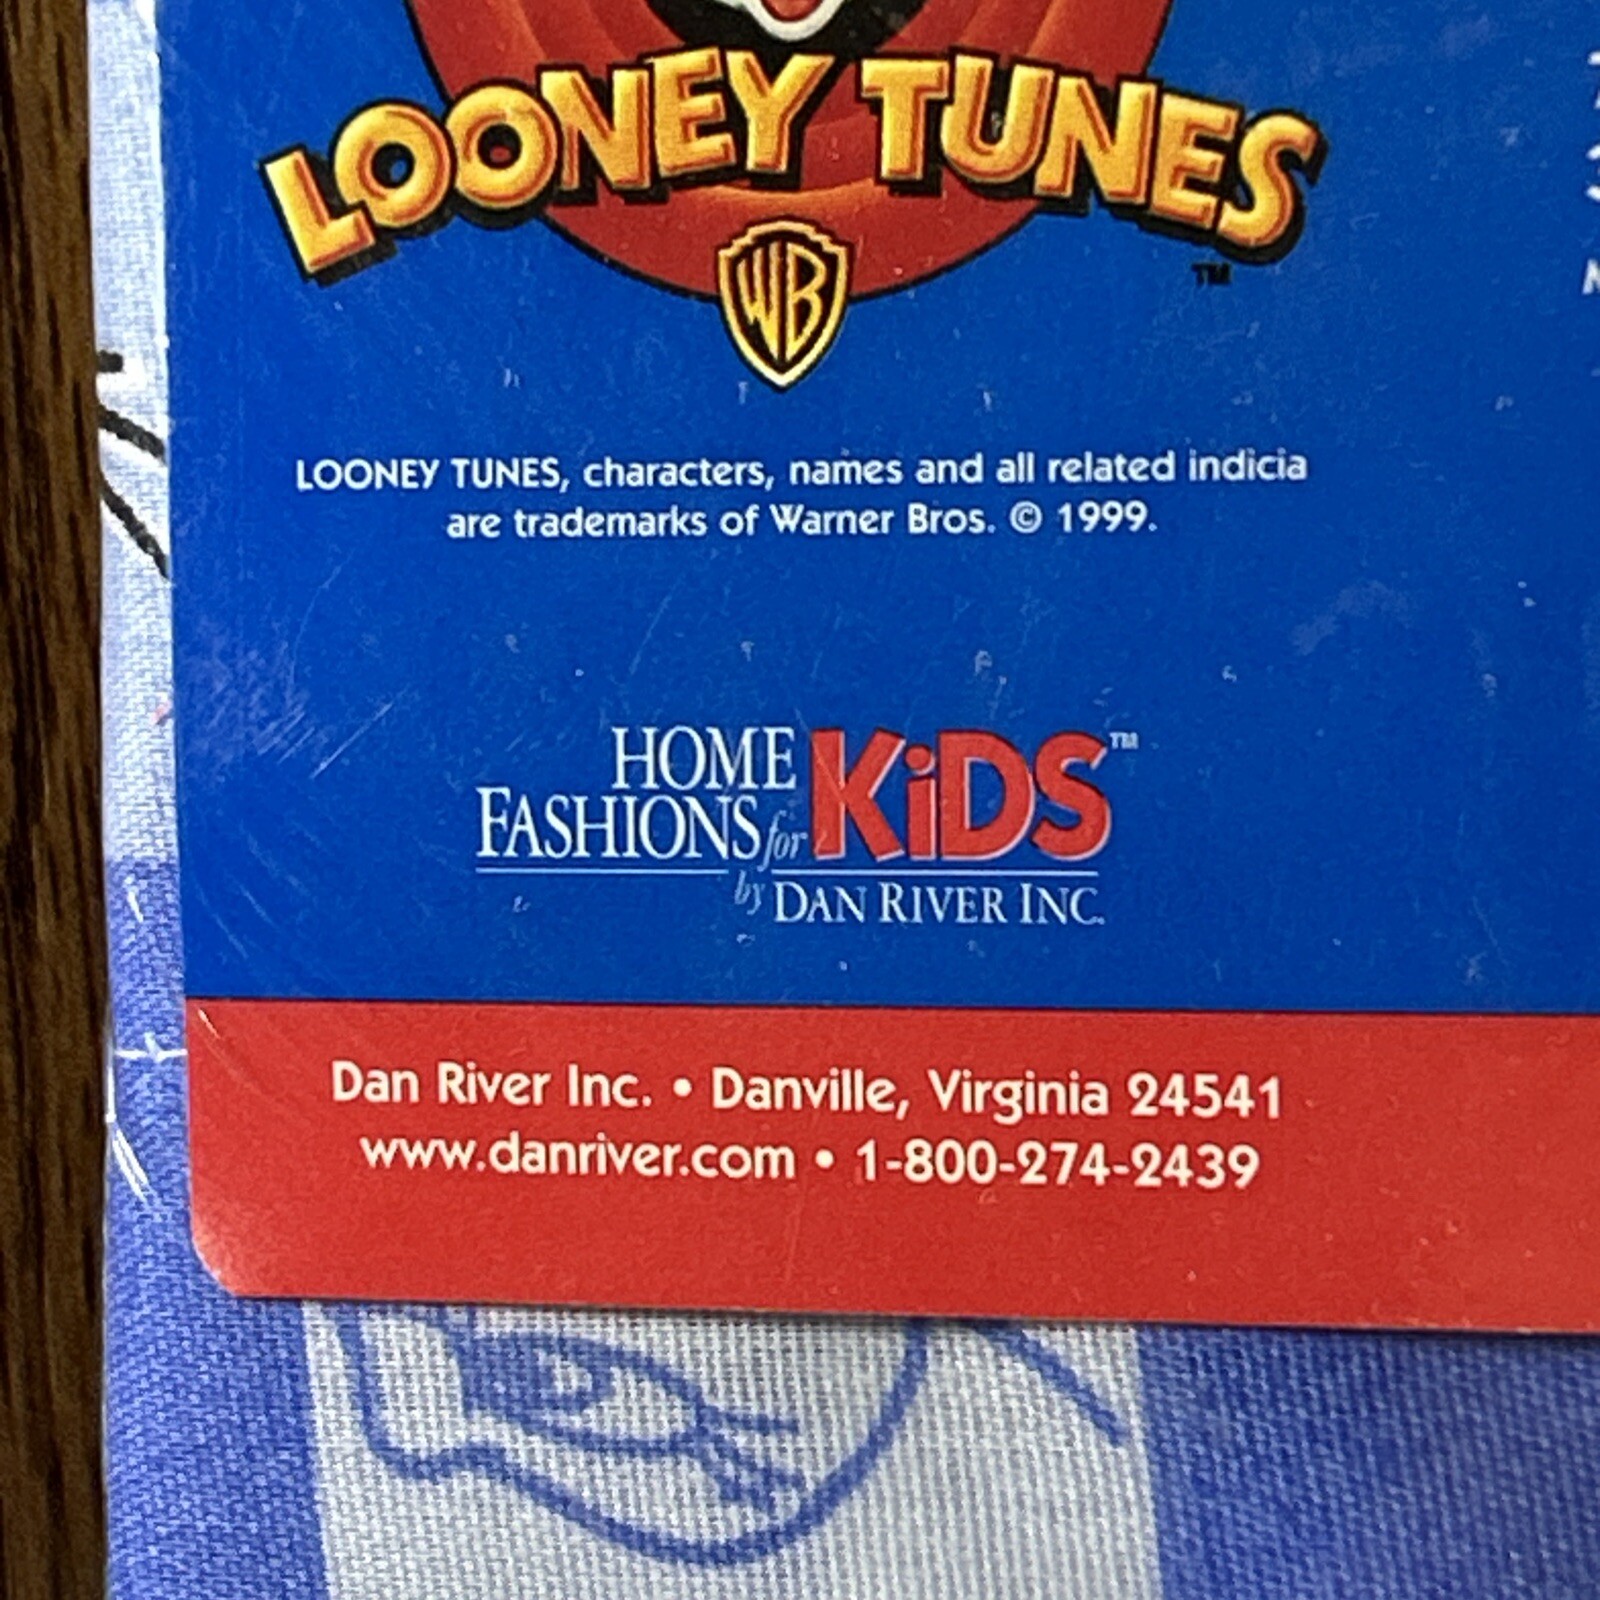 LOONEY TUNES
TM
WB
LOONEY TUNES, characters, names and all related indicia
are trademarks of Warner Bros. © 1999.
HOME
FASHIONS for KiDS™
by DAN RIVER INC.
Dan River Inc. • Danville, Virginia 24541
www.danriver.com • 1-800-274-2439